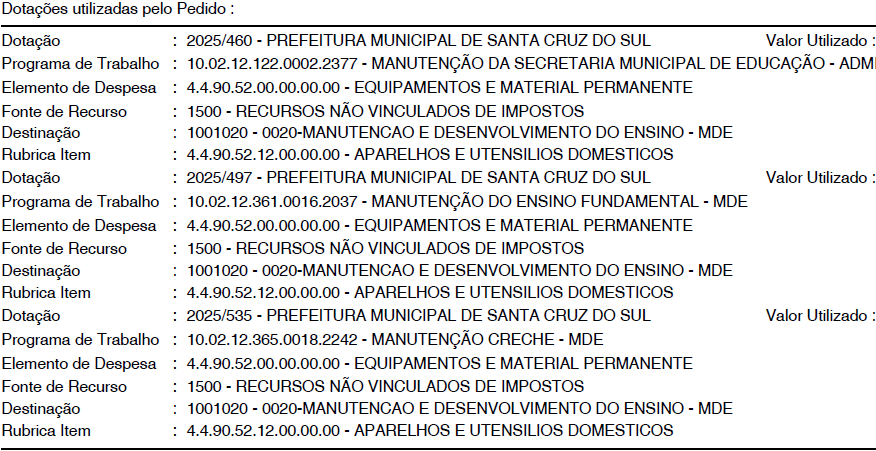 Dotações utilizadas pelo Pedido :
Dotação : 2025/460 - PREFEITURA MUNICIPAL DE SANTA CRUZ DO SUL Valor Utilizado :
Programa de Trabalho : 10.02.12.122.0002.2377 - MANUTENÇÃO DA SECRETARIA MUNICIPAL DE EDUCAÇÃO - ADMI
Elemento de Despesa : 4.4.90.52.00.00.00.00 - EQUIPAMENTOS E MATERIAL PERMANENTE
Fonte de Recurso : 1500 - RECURSOS NÃO VINCULADOS DE IMPOSTOS
Destinação : 1001020 - 0020-MANUTENCAO E DESENVOLVIMENTO DO ENSINO - MDE
Rubrica Item : 4.4.90.52.12.00.00.00 - APARELHOS E UTENSILIOS DOMESTICOS
Dotação : 2025/497 - PREFEITURA MUNICIPAL DE SANTA CRUZ DO SUL Valor Utilizado :
Programa de Trabalho : 10.02.12.361.0016.2037 - MANUTENÇÃO DO ENSINO FUNDAMENTAL - MDE
Elemento de Despesa : 4.4.90.52.00.00.00.00 - EQUIPAMENTOS E MATERIAL PERMANENTE
Fonte de Recurso : 1500 - RECURSOS NÃO VINCULADOS DE IMPOSTOS
Destinação : 1001020 - 0020-MANUTENCAO E DESENVOLVIMENTO DO ENSINO - MDE
Rubrica Item : 4.4.90.52.12.00.00.00 - APARELHOS E UTENSILIOS DOMESTICOS
Dotação : 2025/535 - PREFEITURA MUNICIPAL DE SANTA CRUZ DO SUL Valor Utilizado :
Programa de Trabalho : 10.02.12.365.0018.2242 - MANUTENÇÃO CRECHE - MDE
Elemento de Despesa : 4.4.90.52.00.00.00.00 - EQUIPAMENTOS E MATERIAL PERMANENTE
Fonte de Recurso : 1500 - RECURSOS NÃO VINCULADOS DE IMPOSTOS
Destinação : 1001020 - 0020-MANUTENCAO E DESENVOLVIMENTO DO ENSINO - MDE
Rubrica Item : 4.4.90.52.12.00.00.00 - APARELHOS E UTENSILIOS DOMESTICOS